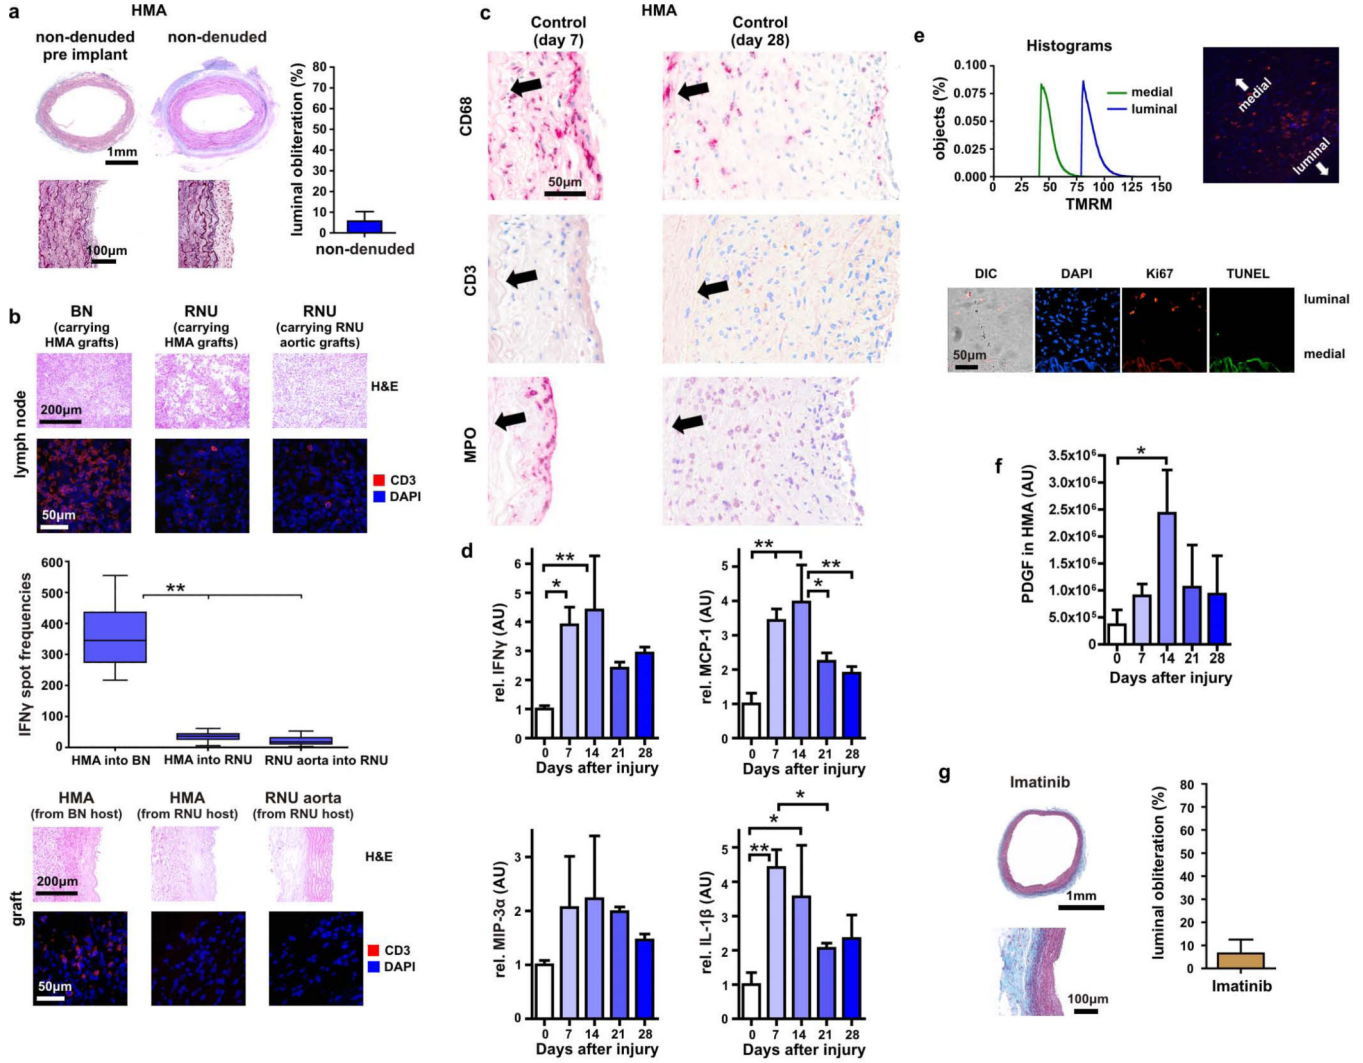 a
HMA
non-denuded
pre implant
non-denuded
1mm
100µm
luminal obliteration (%)
80
70
60
50
40
30
20
10
0
non-denuded
b
BN
(carrying
HMA grafts)
RNU
(carrying
HMA grafts)
RNU
(carrying RNU
aortic grafts)
lymph node
200µm
H&E
50µm
CD3
DAPI
IFNγ spot frequencies
600
500
400
300
200
100
0
**
HMA into BN
HMA into RNU
RNU aorta into RNU
HMA
(from BN host)
HMA
(from RNU host)
RNU aorta
(from RNU host)
graft
200µm
H&E
50µm
CD3
DAPI
c
HMA
Control
(day 7)
Control
(day 28)
CD68
50µm
CD3
MPO
d
rel. IFNγ (AU)
6
5
4
3
2
1
0
*
**
0 7 14 21 28
Days after injury
rel. MCP-1 (AU)
5
4
3
2
1
0
**
**
*
0 7 14 21 28
Days after injury
rel. MIP-3α (AU)
3
2
1
0
0 7 14 21 28
Days after injury
rel. IL-1β (AU)
5
4
3
2
1
0
*
*
**
0 7 14 21 28
Days after injury
e
Histograms
objects (%)
0.100
0.075
0.050
0.025
0.000
medial
luminal
0 25 50 75 100 125 150
TMRM
medial
luminal
DIC
DAPI
Ki67
TUNEL
50µm
luminal
medial
f
PDGF in HMA (AU)
3.5x10⁶
3.0x10⁶
2.5x10⁶
2.0x10⁶
1.5x10⁶
1.0x10⁶
5.0x10⁵
0
*
0 7 14 21 28
Days after injury
g
Imatinib
1mm
100µm
luminal obliteration (%)
80
70
60
50
40
30
20
10
0
Imatinib